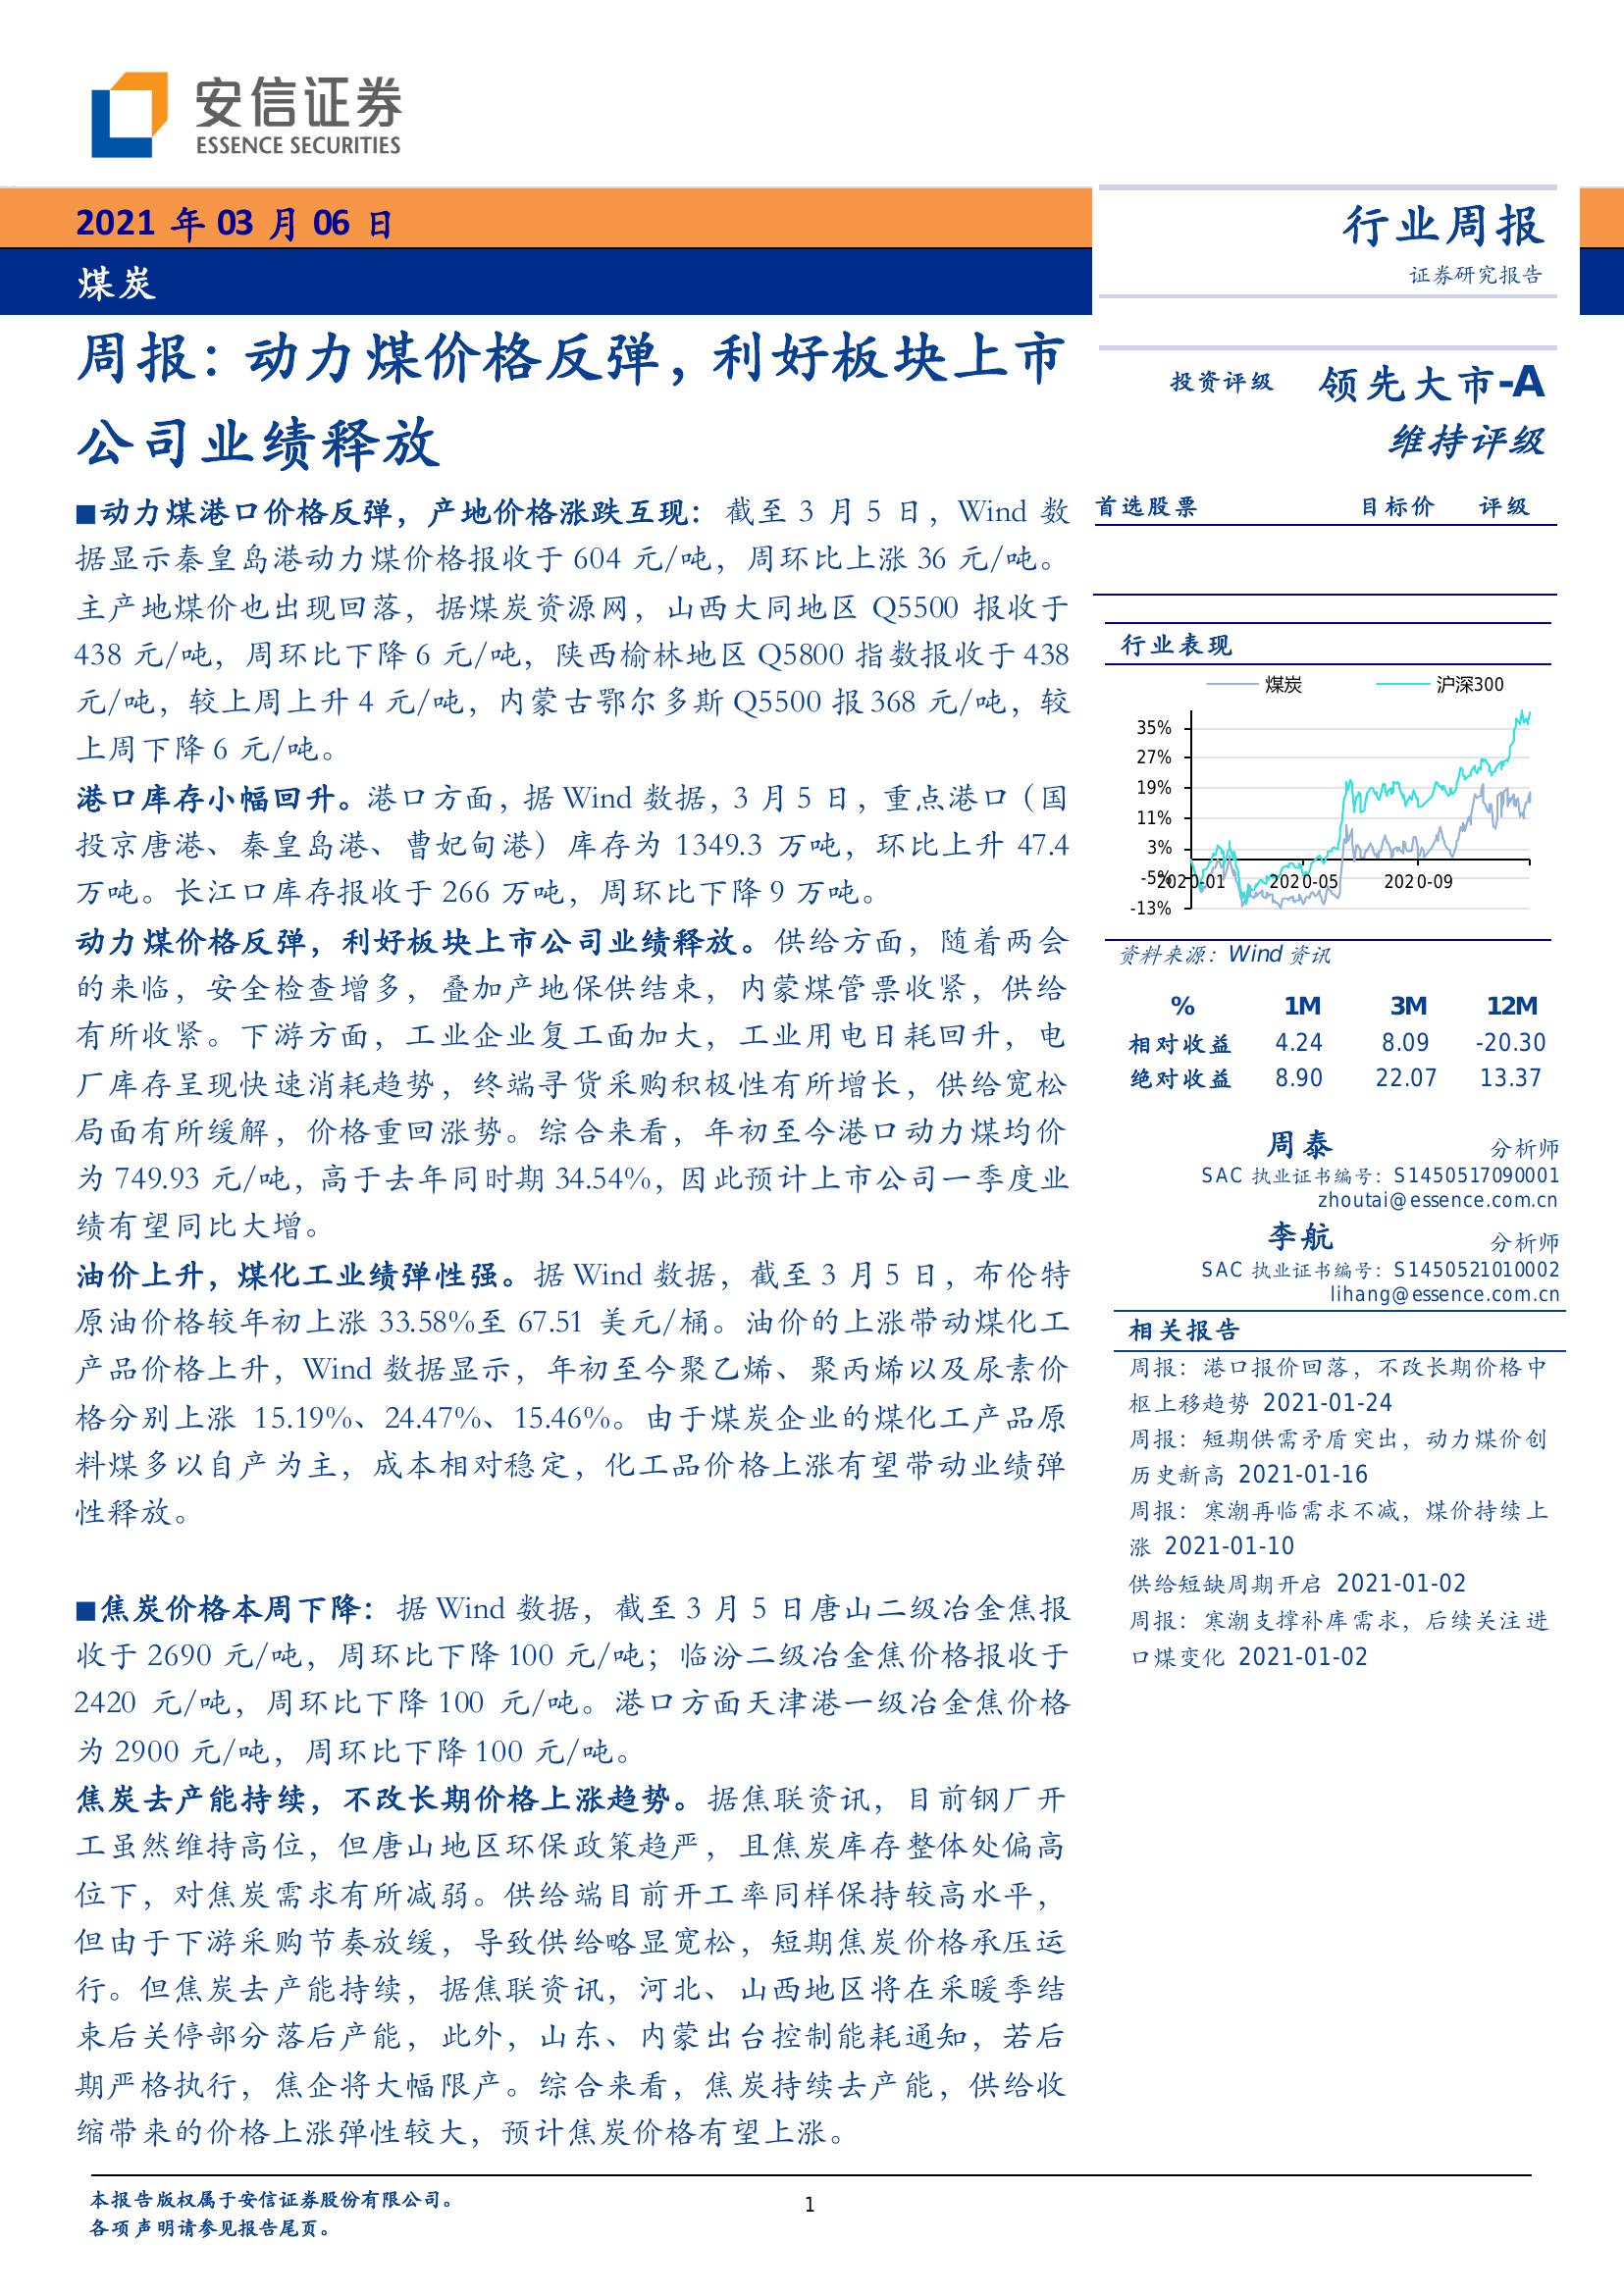 安信证券
ESSENCE SECURITIES
2021 年 03 月 06 日
煤炭
行业周报
证券研究报告
周报：动力煤价格反弹，利好板块上市
公司业绩释放
■动力煤港口价格反弹，产地价格涨跌互现：截至 3 月 5 日，Wind 数
据显示秦皇岛港动力煤价格报收于 604 元/吨，周环比上涨 36 元/吨。
主产地煤价也出现回落，据煤炭资源网，山西大同地区 Q5500 报收于
438 元/吨，周环比下降 6 元/吨，陕西榆林地区 Q5800 指数报收于 438
元/吨，较上周上升 4 元/吨，内蒙古鄂尔多斯 Q5500 报 368 元/吨，较
上周下降 6 元/吨。
港口库存小幅回升。港口方面，据 Wind 数据，3 月 5 日，重点港口（国
投京唐港、秦皇岛港、曹妃甸港）库存为 1349.3 万吨，环比上升 47.4
万吨。长江口库存报收于 266 万吨，周环比下降 9 万吨。
动力煤价格反弹，利好板块上市公司业绩释放。供给方面，随着两会
的来临，安全检查增多，叠加产地保供结束，内蒙煤管票收紧，供给
有所收紧。下游方面，工业企业复工面加大，工业用电日耗回升，电
厂库存呈现快速消耗趋势，终端寻货采购积极性有所增长，供给宽松
局面有所缓解，价格重回涨势。综合来看，年初至今港口动力煤均价
为 749.93 元/吨，高于去年同时期 34.54%，因此预计上市公司一季度业
绩有望同比大增。
油价上升，煤化工业绩弹性强。据 Wind 数据，截至 3 月 5 日，布伦特
原油价格较年初上涨 33.58%至 67.51 美元/桶。油价的上涨带动煤化工
产品价格上升，Wind 数据显示，年初至今聚乙烯、聚丙烯以及尿素价
格分别上涨 15.19%、24.47%、15.46%。由于煤炭企业的煤化工产品原
料煤多以自产为主，成本相对稳定，化工品价格上涨有望带动业绩弹
性释放。
■焦炭价格本周下降：据 Wind 数据，截至 3 月 5 日唐山二级冶金焦报
收于 2690 元/吨，周环比下降 100 元/吨；临汾二级冶金焦价格报收于
2420 元/吨，周环比下降 100 元/吨。港口方面天津港一级冶金焦价格
为 2900 元/吨，周环比下降 100 元/吨。
焦炭去产能持续，不改长期价格上涨趋势。据焦联资讯，目前钢厂开
工虽然维持高位，但唐山地区环保政策趋严，且焦炭库存整体处偏高
位下，对焦炭需求有所减弱。供给端目前开工率同样保持较高水平，
但由于下游采购节奏放缓，导致供给略显宽松，短期焦炭价格承压运
行。但焦炭去产能持续，据焦联资讯，河北、山西地区将在采暖季结
束后关停部分落后产能，此外，山东、内蒙出台控制能耗通知，若后
期严格执行，焦企将大幅限产。综合来看，焦炭持续去产能，供给收
缩带来的价格上涨弹性较大，预计焦炭价格有望上涨。
投资评级 领先大市-A
维持评级
首选股票 目标价 评级
行业表现
煤炭 沪深300
35%
27%
19%
11%
3%
-5%
-13%
2020-01 2020-05 2020-09
资料来源：Wind 资讯
% 1M 3M 12M
相对收益 4.24 8.09 -20.30
绝对收益 8.90 22.07 13.37
周泰 分析师
SAC 执业证书编号：S1450517090001
zhoutai@essence.com.cn
李航 分析师
SAC 执业证书编号：S1450521010002
lihang@essence.com.cn
相关报告
周报：港口报价回落，不改长期价格中
枢上移趋势 2021-01-24
周报：短期供需矛盾突出，动力煤价创
历史新高 2021-01-16
周报：寒潮再临需求不减，煤价持续上
涨 2021-01-10
供给短缺周期开启 2021-01-02
周报：寒潮支撑补库需求，后续关注进
口煤变化 2021-01-02
本报告版权属于安信证券股份有限公司。
各项声明请参见报告尾页。
1